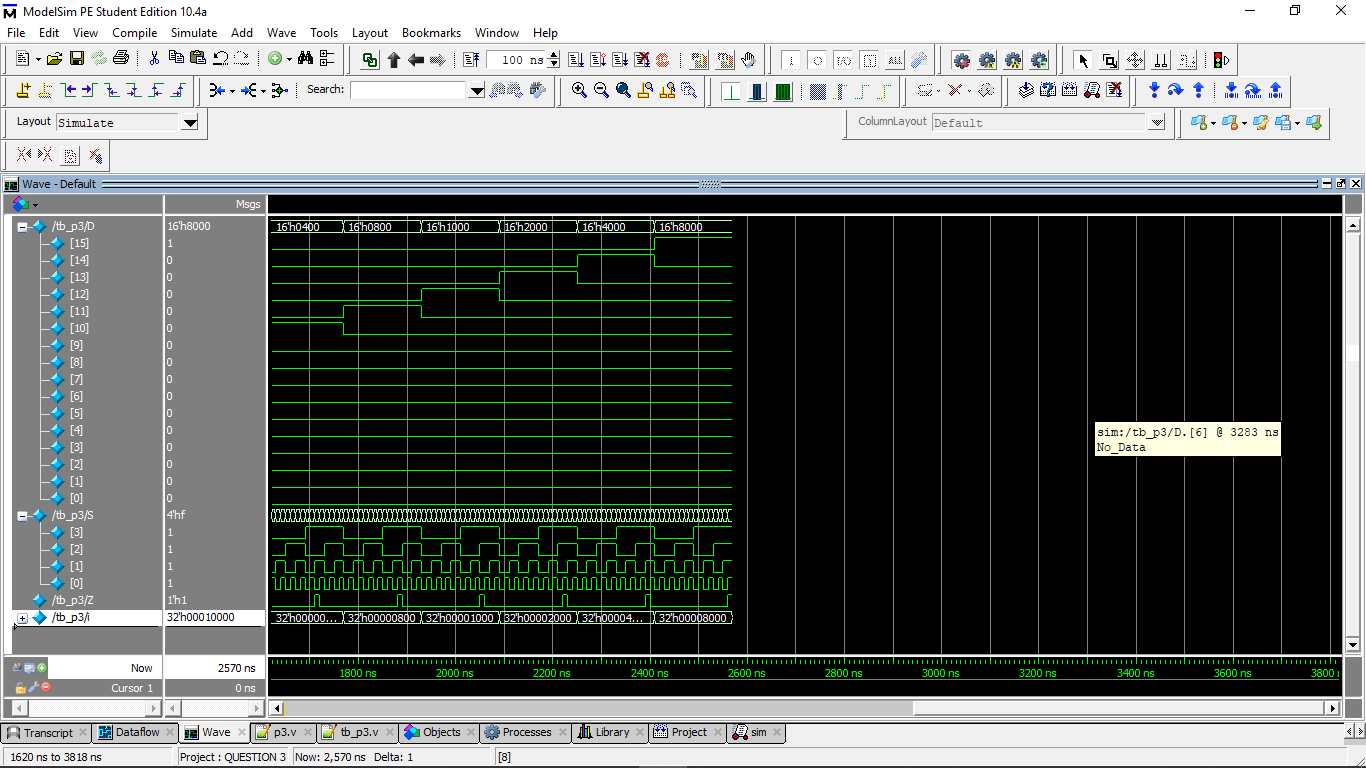 ModelSim PE Student Edition 10.4a
File Edit View Compile Simulate Add Wave Tools Layout Bookmarks Window Help
100 ns
ALL
Search:
Layout Simulate
ColumnLayout Default
Wave - Default
Msgs
/tb_p3/D 16'h8000 16'h0400 16'h0800 16'h1000 16'h2000 16'h4000 16'h8000
[15] 1
[14] 0
[13] 0
[12] 0
[11] 0
[10] 0
[9] 0
[8] 0
[7] 0
[6] 0
[5] 0
[4] 0
sim:/tb_p3/D.[6] @ 3283 ns
No_Data
[3] 0
[2] 0
[1] 0
[0] 0
/tb_p3/S 4'hf
[3] 1
[2] 1
[1] 1
[0] 1
/tb_p3/Z 1'h1
/tb_p3/i 32'h00010000 32'h00000... 32'h00000800 32'h00001000 32'h00002000 32'h00004... 32'h00008000
Now 2570 ns 1800 ns 2000 ns 2200 ns 2400 ns 2600 ns 2800 ns 3000 ns 3200 ns 3400 ns 3600 ns 3800
Cursor 1 0 ns
Transcript Dataflow Wave p3.v tb_p3.v Objects Processes Library Project sim
1620 ns to 3818 ns Project : QUESTION 3 Now: 2,570 ns Delta: 1 [8]